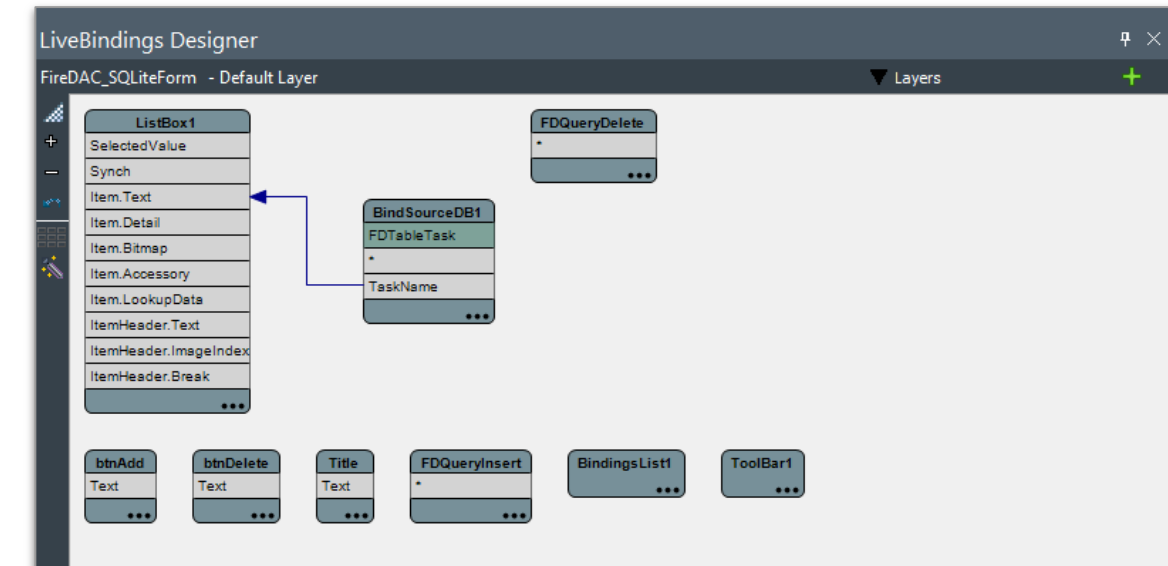 LiveBindings Designer
FireDAC_SQLiteForm - Default Layer
Layers
ListBox1
SelectedValue
Synch
Item.Text
Item.Detail
Item.Bitmap
Item.Accessory
Item.LookupData
ItemHeader.Text
ItemHeader.ImageIndex
ItemHeader.Break
FDQueryDelete
*
BindSourceDB1
FDTableTask
*
TaskName
btnAdd
Text
btnDelete
Text
Title
Text
FDQueryInsert
*
BindingsList1
ToolBar1